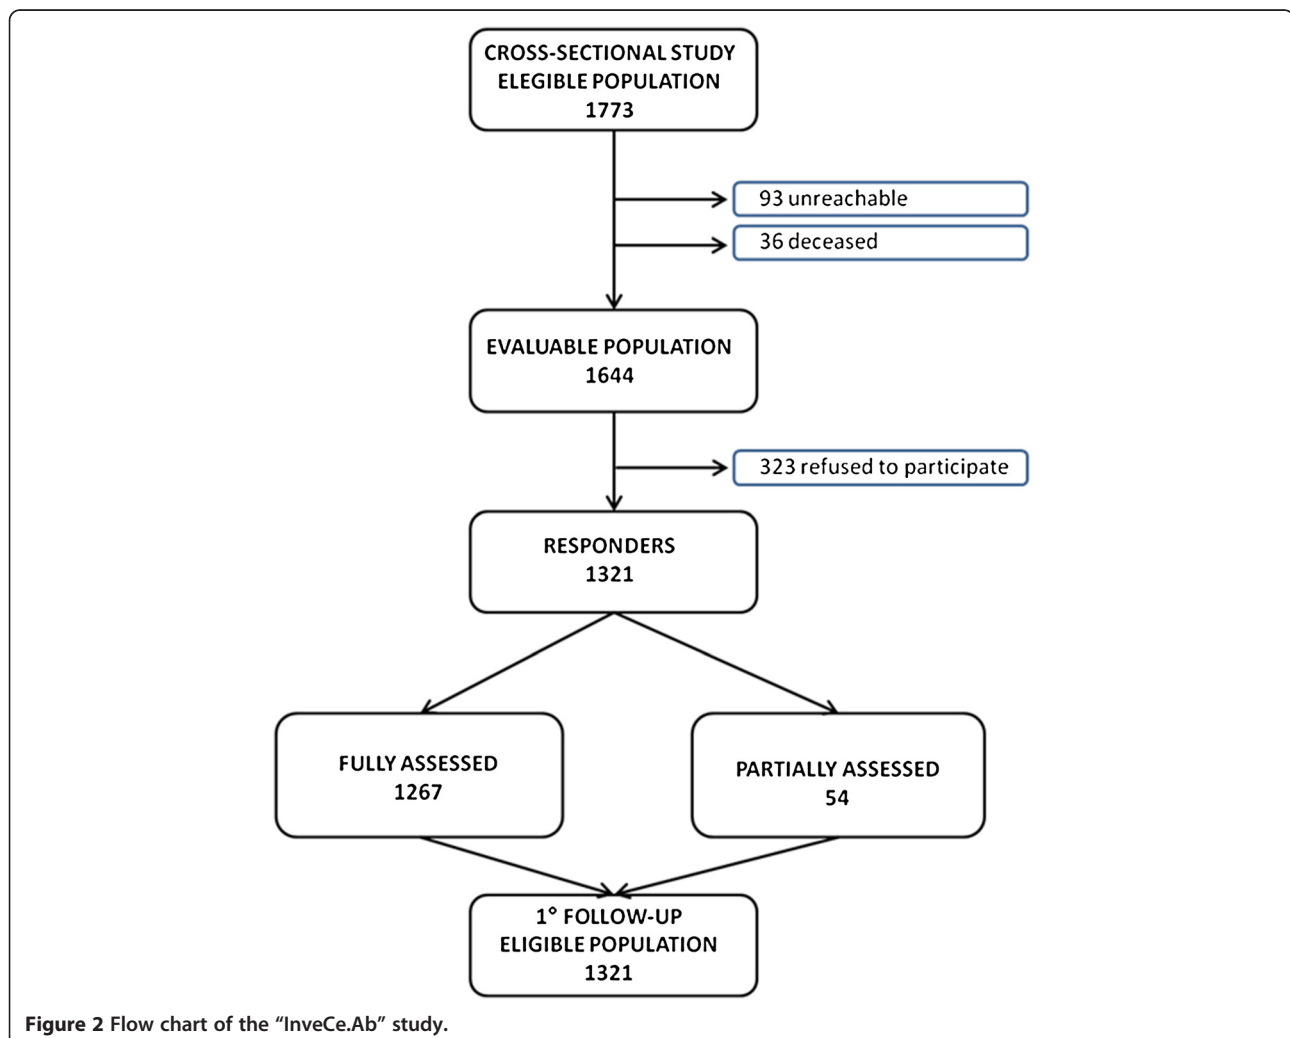 CROSS-SECTIONAL STUDY
ELEGIBLE POPULATION
1773
93 unreachable
36 deceased
EVALUABLE POPULATION
1644
323 refused to participate
RESPONDERS
1321
FULLY ASSESSED
1267
PARTIALLY ASSESSED
54
1° FOLLOW-UP
ELIGIBLE POPULATION
1321
Figure 2 Flow chart of the “InveCe.Ab” study.